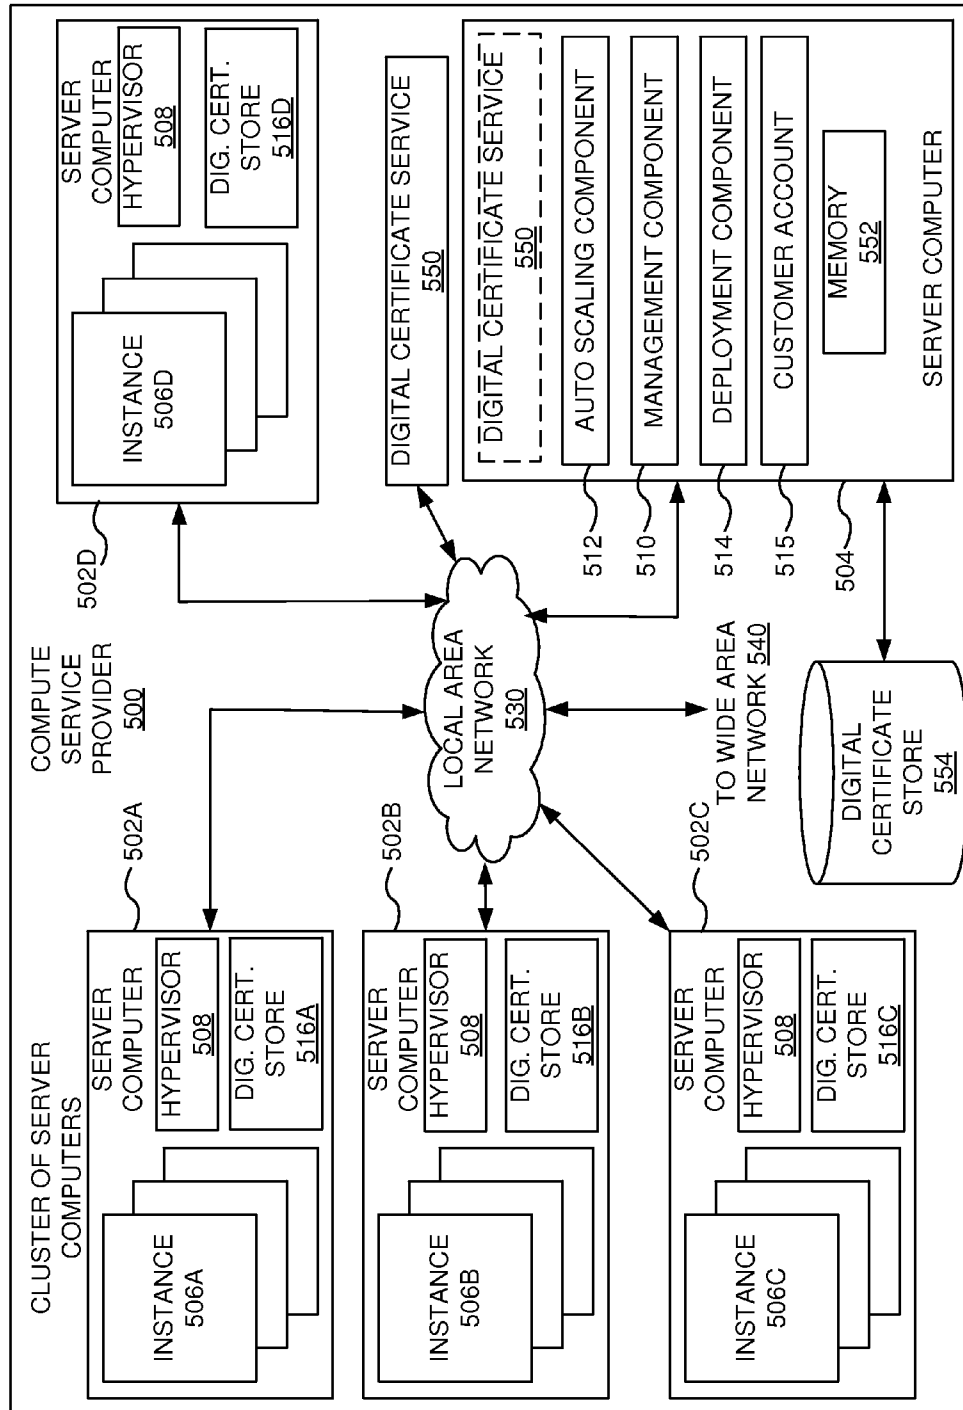 CLUSTER OF SERVER
COMPUTERS
SERVER
COMPUTER
HYPERVISOR
508
DIG. CERT.
STORE
516A
INSTANCE
506A
502A
SERVER
COMPUTER
HYPERVISOR
508
DIG. CERT.
STORE
516B
INSTANCE
506B
502B
SERVER
COMPUTER
HYPERVISOR
508
DIG. CERT.
STORE
516C
INSTANCE
506C
502C
COMPUTE
SERVICE
PROVIDER
500
LOCAL AREA
NETWORK
530
TO WIDE AREA
NETWORK 540
DIGITAL
CERTIFICATE
STORE
554
502D
SERVER
COMPUTER
HYPERVISOR
508
DIG. CERT.
STORE
516D
INSTANCE
506D
DIGITAL CERTIFICATE SERVICE
550
DIGITAL CERTIFICATE SERVICE
550
AUTO SCALING COMPONENT
512
MANAGEMENT COMPONENT
510
DEPLOYMENT COMPONENT
514
CUSTOMER ACCOUNT
515
MEMORY
552
SERVER COMPUTER
504